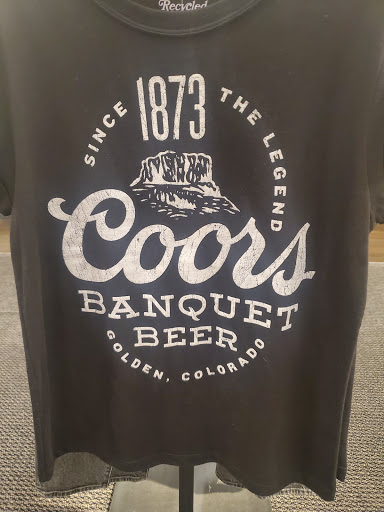 Recycled
SINCE 1873 THE LEGEND
Coors
BANQUET
BEER
GOLDEN, COLORADO